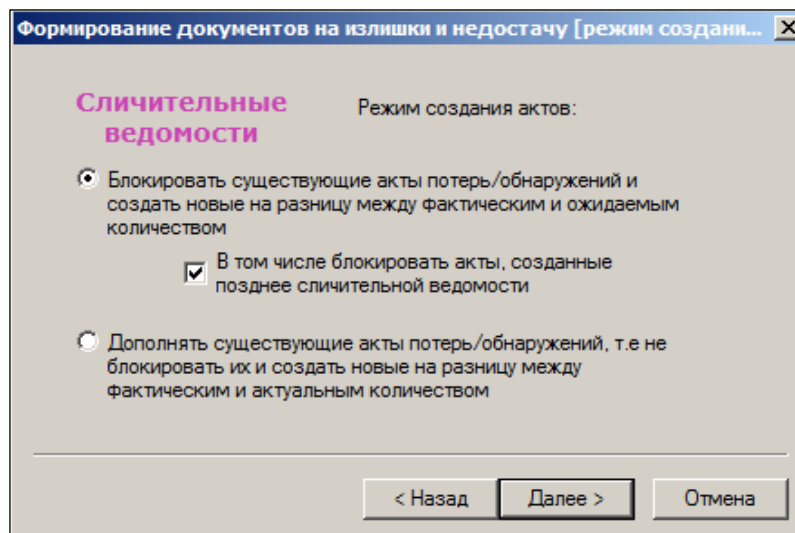 Формирование документов на излишки и недостачу [режим создани...
Сличительные
ведомости
Режим создания актов:
Блокировать существующие акты потерь/обнаружений и
создать новые на разницу между фактическим и ожидаемым
количеством
В том числе блокировать акты, созданные
позднее сличительной ведомости
Дополнять существующие акты потерь/обнаружений, т.е не
блокировать их и создать новые на разницу между
фактическим и актуальным количеством
< Назад
Далее >
Отмена